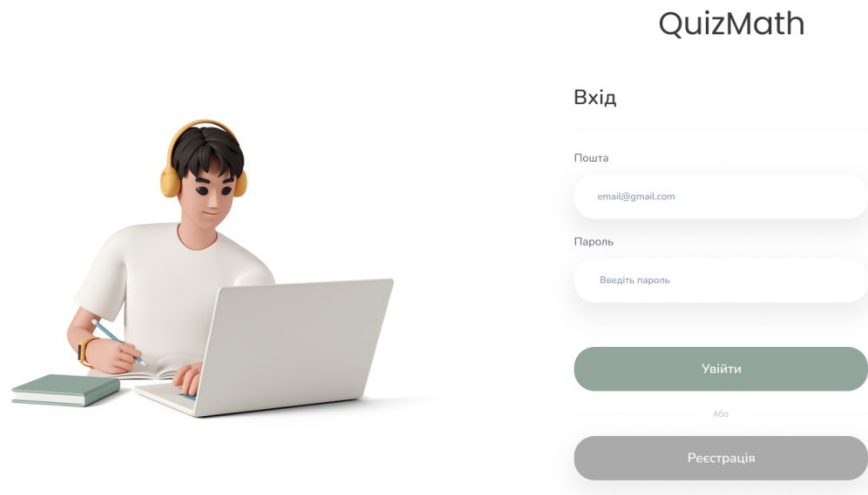 QuizMath
Вхід
Пошта
email@gmail.com
Пароль
Введіть пароль
Увійти
Або
Реєстрація